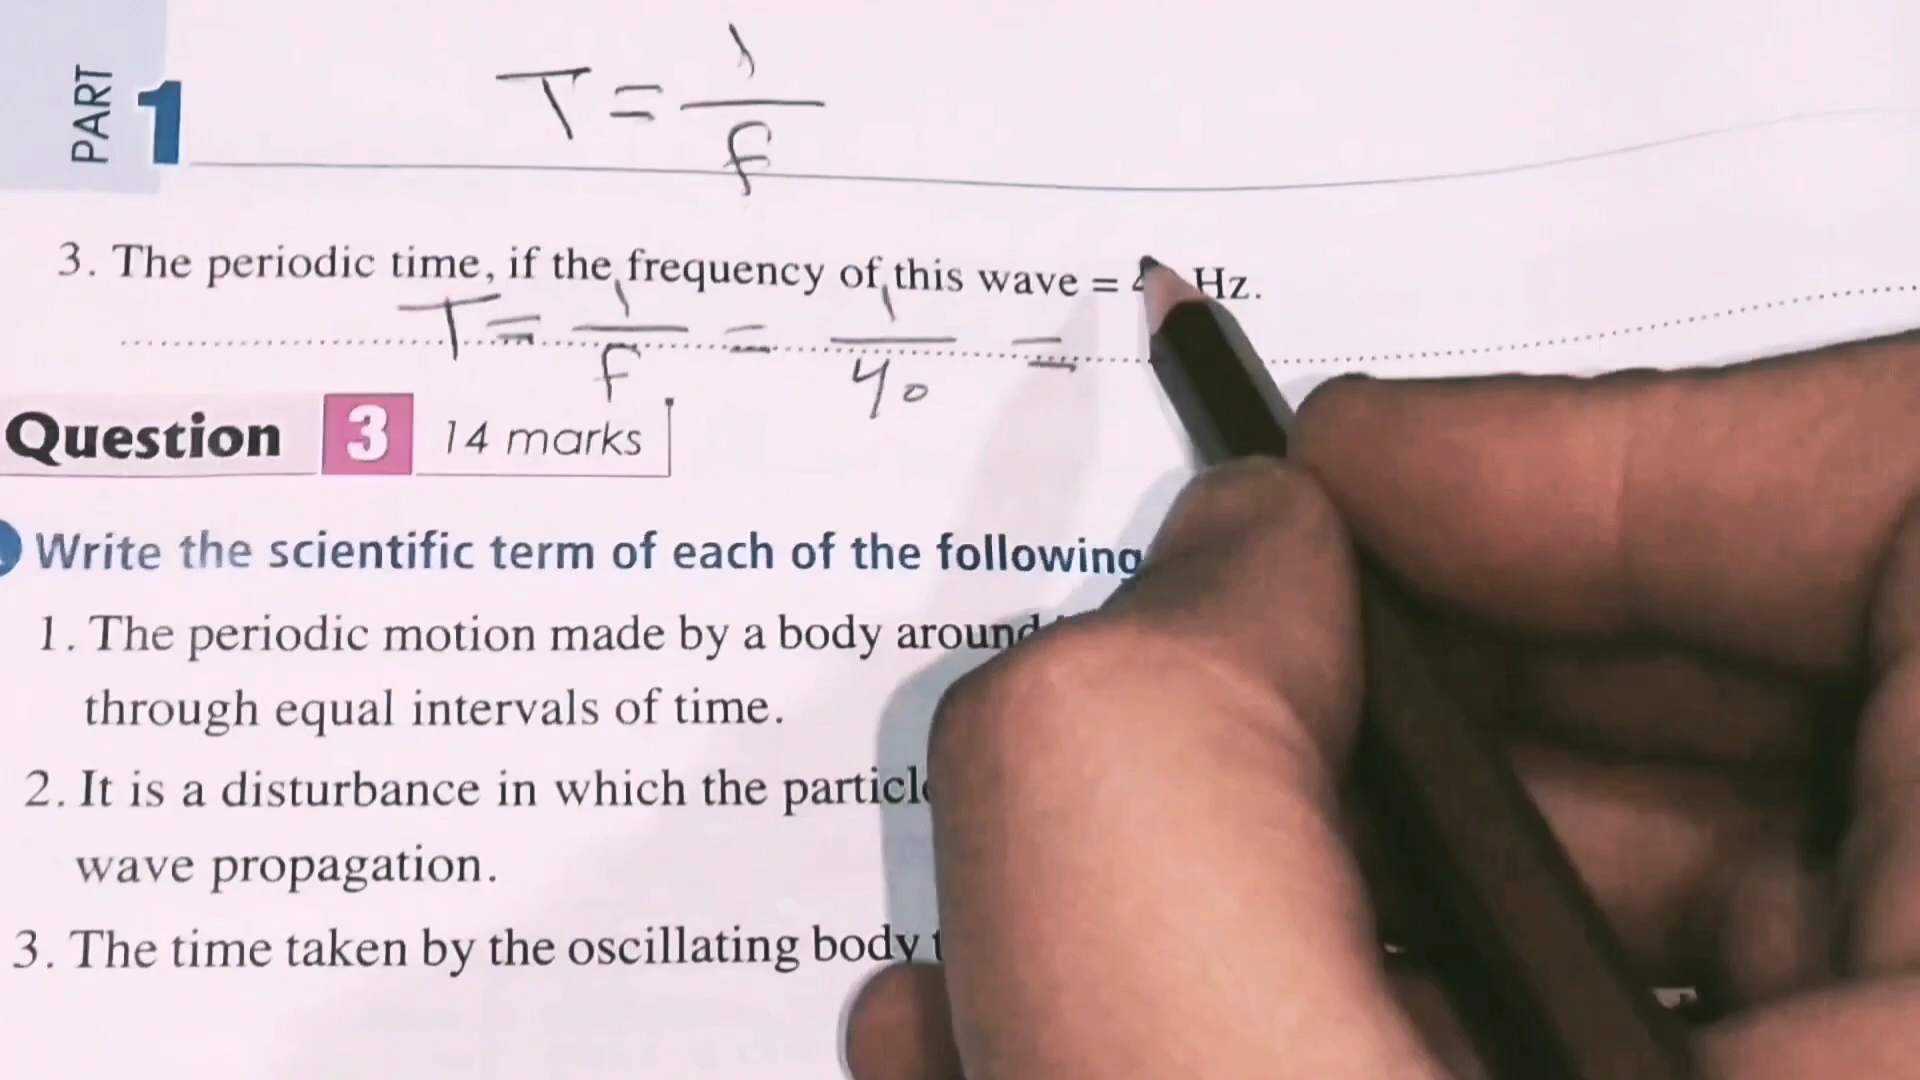 PART 1
T = 1/F
3. The periodic time, if the frequency of this wave = Hz.
T = 1/F = 1/40 =
Question 3 14 marks
Write the scientific term of each of the following
1. The periodic motion made by a body around
through equal intervals of time.
2. It is a disturbance in which the
wave propagation.
3. The time taken by the oscillating body